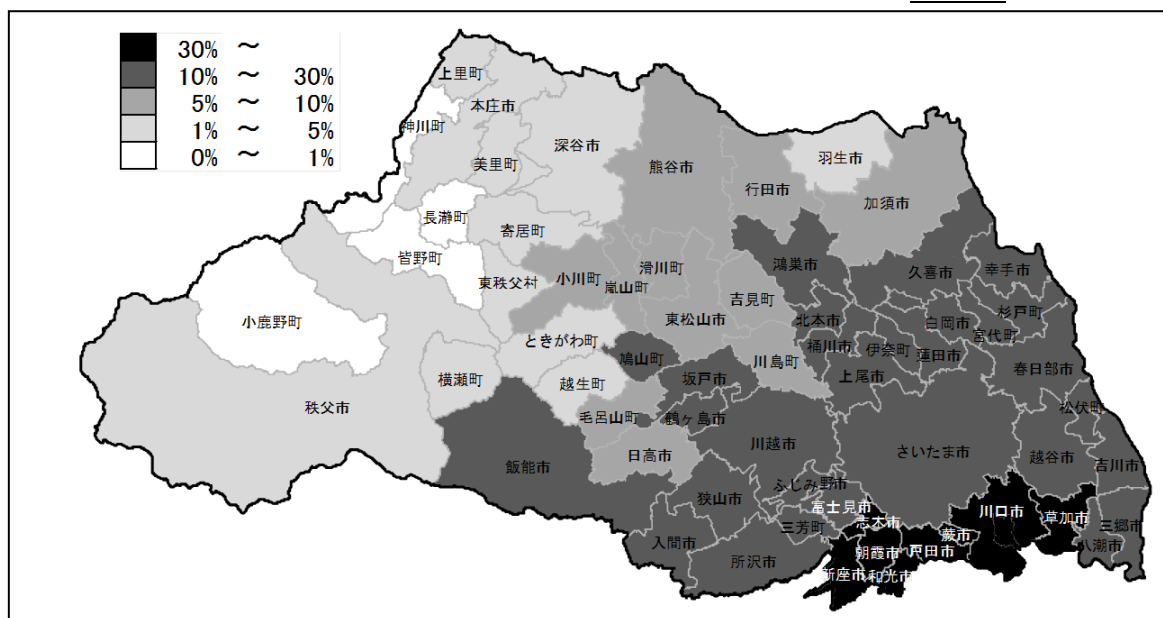 30% ～
10% ～ 30%
5% ～ 10%
1% ～ 5%
0% ～ 1%
上里町
本庄市
神川町
美里町
深谷市
熊谷市
羽生市
行田市
加須市
長瀞町
寄居町
皆野町
東秩父村
小川町
嵐山町
滑川町
吉見町
鴻巣市
久喜市
幸手市
小鹿野町
東松山市
北本市
白岡市
杉戸町
宮代町
ときがわ町
鳩山町
川島町
桶川市
伊奈町
蓮田市
春日部市
横瀬町
越生町
坂戸市
上尾市
秩父市
毛呂山町
鶴ヶ島市
松伏町
飯能市
日高市
川越市
さいたま市
越谷市
吉川市
狭山市
ふじみ野市
富士見市
三芳町
志木市
川口市
草加市
三郷市
入間市
所沢市
朝霞市
戸田市
蕨市
八潮市
新座市
和光市